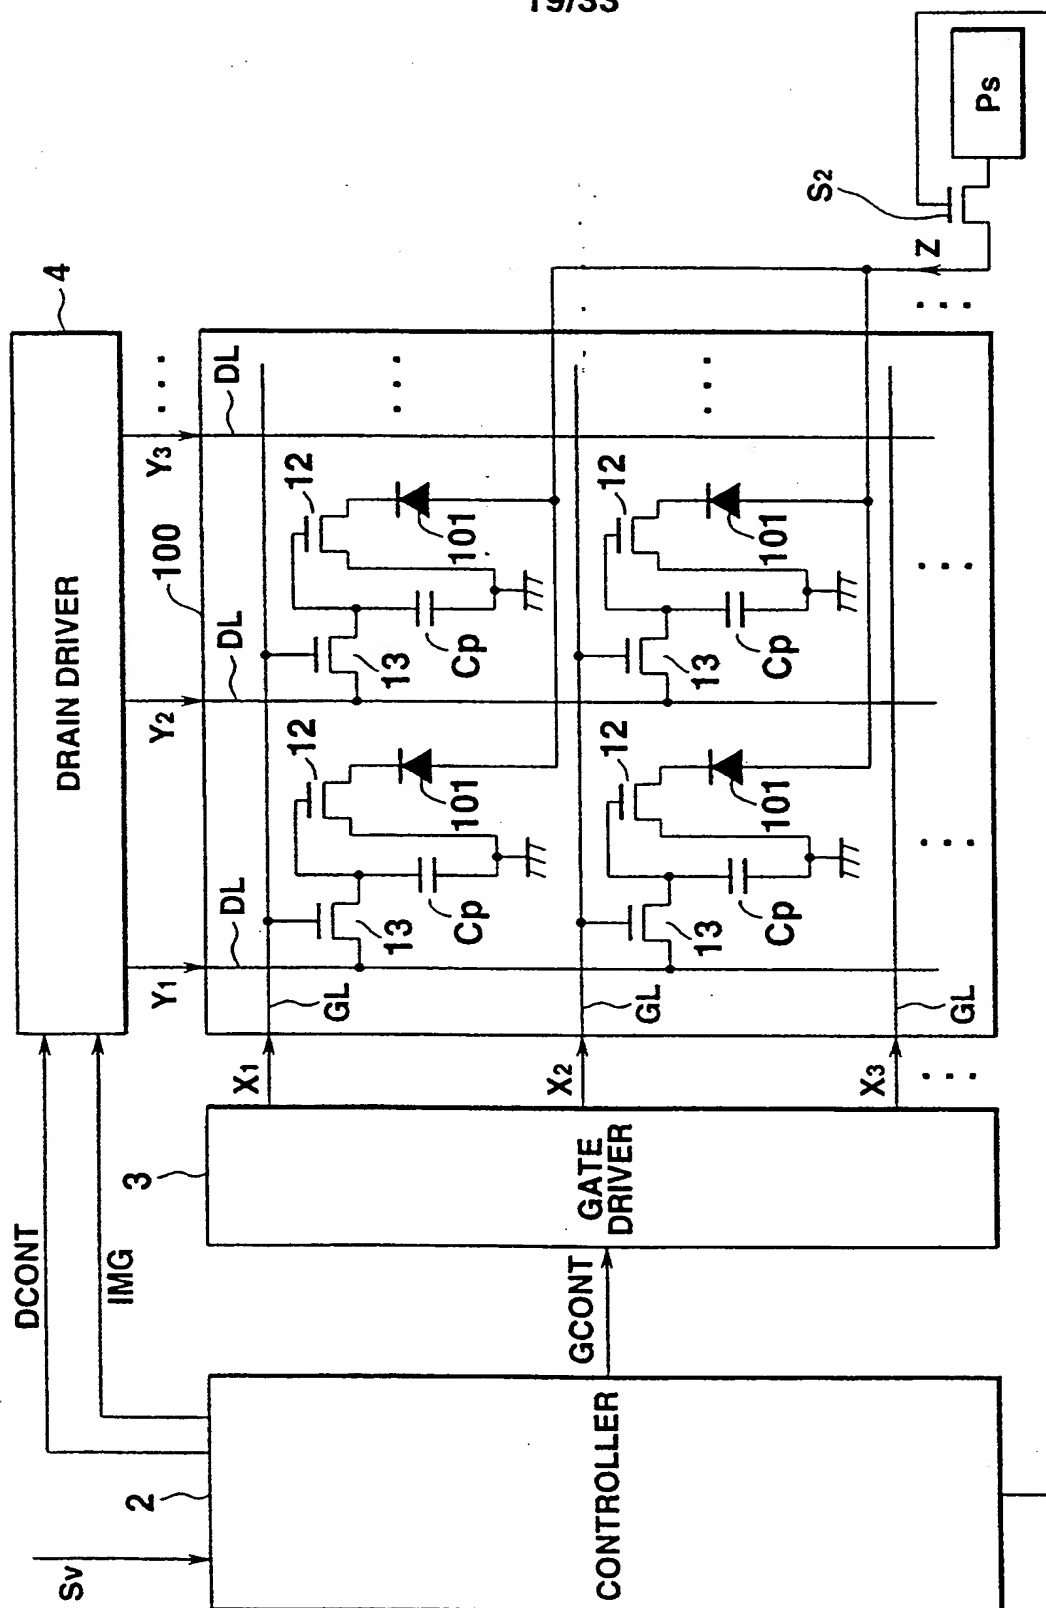 19/33
4
DRAIN DRIVER
Y1
Y2
Y3
...
100
DL
DL
DL
12
12
101
101
13
13
Cp
Cp
...
12
12
101
101
13
13
Cp
Cp
...
GL
GL
GL
X1
X2
X3
...
...
...
...
3
GATE
DRIVER
DCONT
IMG
GCONT
2
CONTROLLER
Sv
S2
Z
Ps